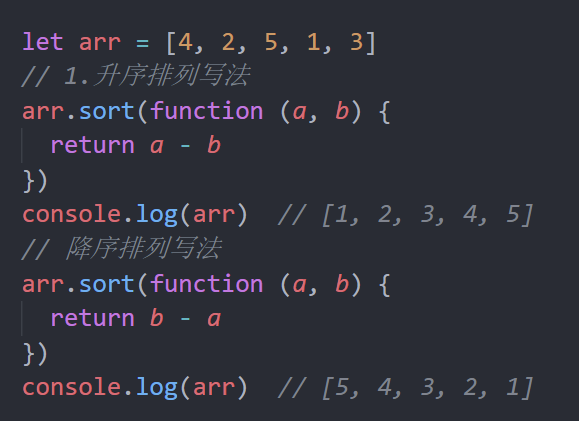 let arr = [4, 2, 5, 1, 3]
// 1.升序排列写法
arr.sort(function (a, b) {
  return a - b
})
console.log(arr)  // [1, 2, 3, 4, 5]
// 降序排列写法
arr.sort(function (a, b) {
  return b - a
})
console.log(arr)  // [5, 4, 3, 2, 1]